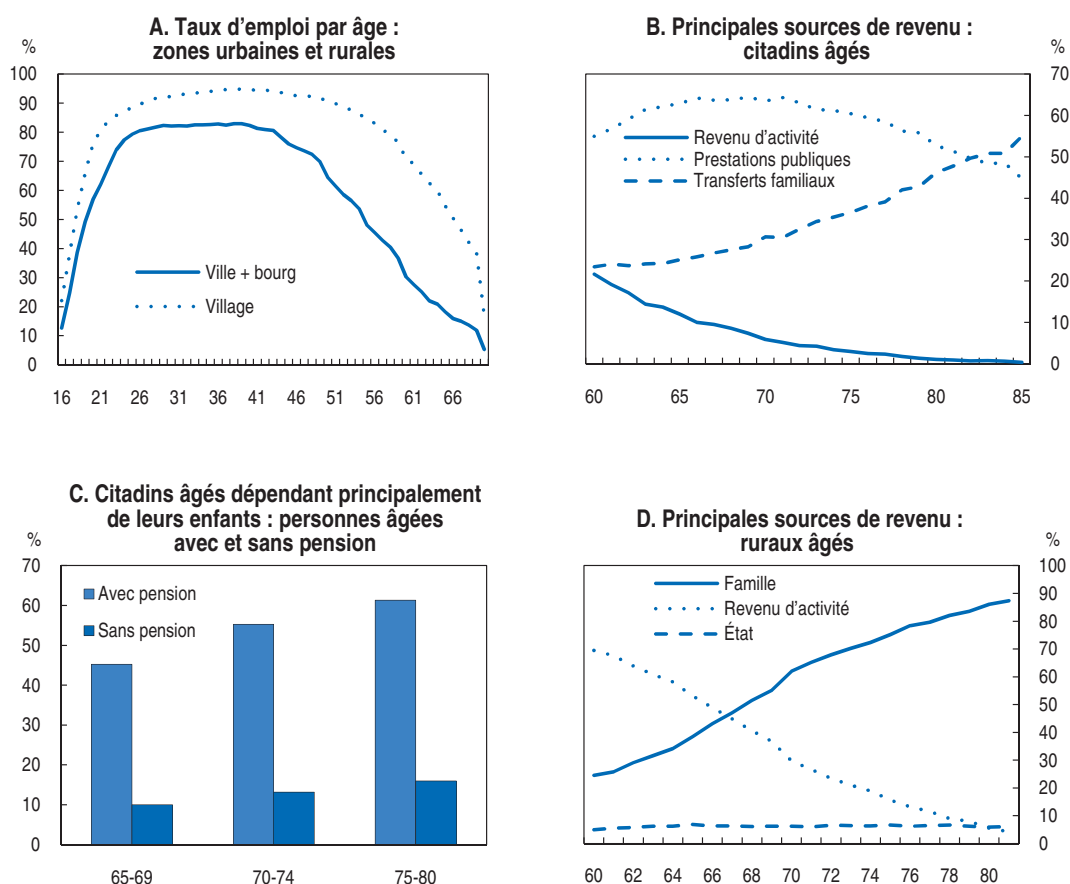 A. Taux d'emploi par âge :
zones urbaines et rurales
%
100
90
80
70
60
50
40
30
20
10
0
Ville + bourg
Village
16 21 26 31 36 41 46 51 56 61 66
B. Principales sources de revenu :
citadins âgés
%
70
60
50
40
30
20
10
0
Revenu d'activité
Prestations publiques
Transferts familiaux
60 65 70 75 80 85
C. Citadins âgés dépendant principalement
de leurs enfants : personnes âgées
avec et sans pension
%
70
60
50
40
30
20
10
0
Avec pension
Sans pension
65-69 70-74 75-80
D. Principales sources de revenu :
ruraux âgés
%
100
90
80
70
60
50
40
30
20
10
0
Famille
Revenu d'activité
État
60 62 64 66 68 70 72 74 76 78 80